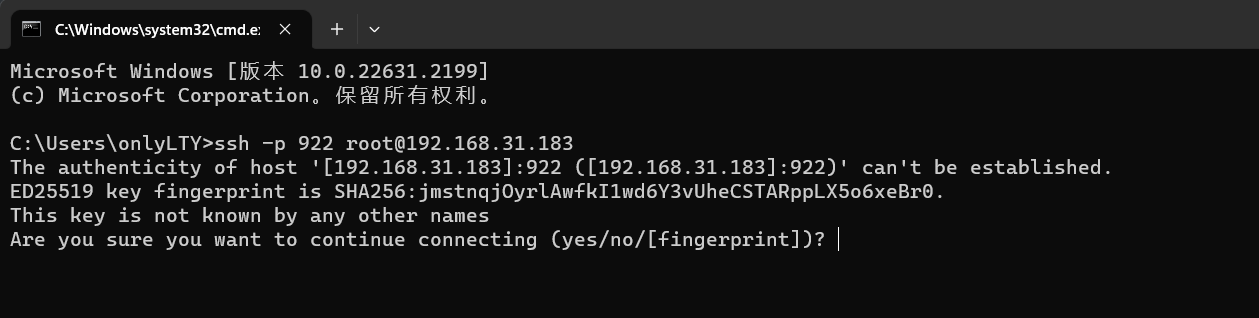 C:\Windows\system32\cmd.e
Microsoft Windows [版本 10.0.22631.2199]
(c) Microsoft Corporation。保留所有权利。
C:\Users\onlyLTY>ssh -p 922 root@192.168.31.183
The authenticity of host '[192.168.31.183]:922 ([192.168.31.183]:922)' can't be established.
ED25519 key fingerprint is SHA256:jmstnqjOyrlAwfkI1wd6Y3vUheCSTARppLX5o6xeBr0.
This key is not known by any other names
Are you sure you want to continue connecting (yes/no/[fingerprint])?